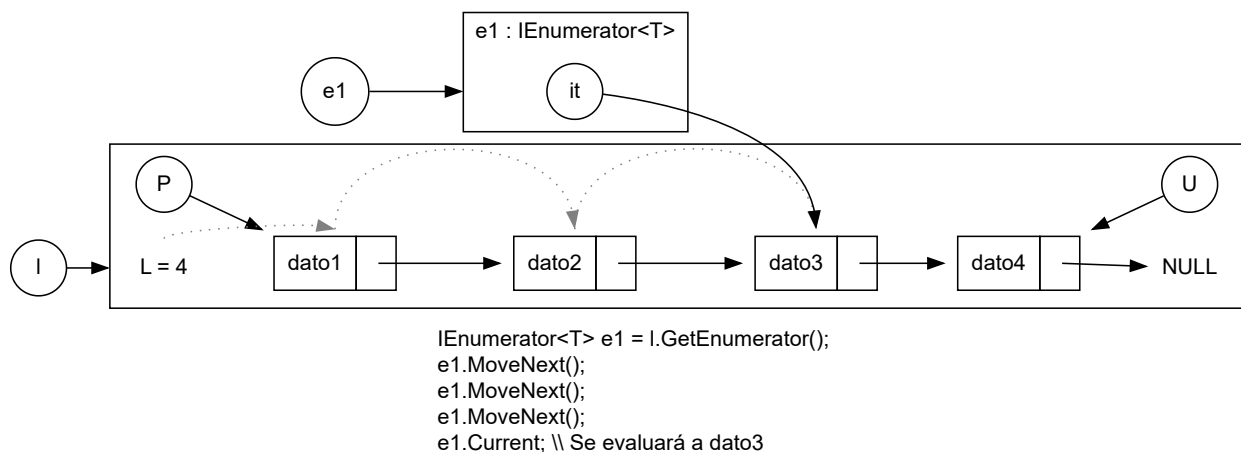 e1 : IEnumerator<T>
e1
it
P
U
l
L = 4
dato1
dato2
dato3
dato4
NULL
IEnumerator<T> e1 = l.GetEnumerator();
e1.MoveNext();
e1.MoveNext();
e1.MoveNext();
e1.Current; \\ Se evaluará a dato3